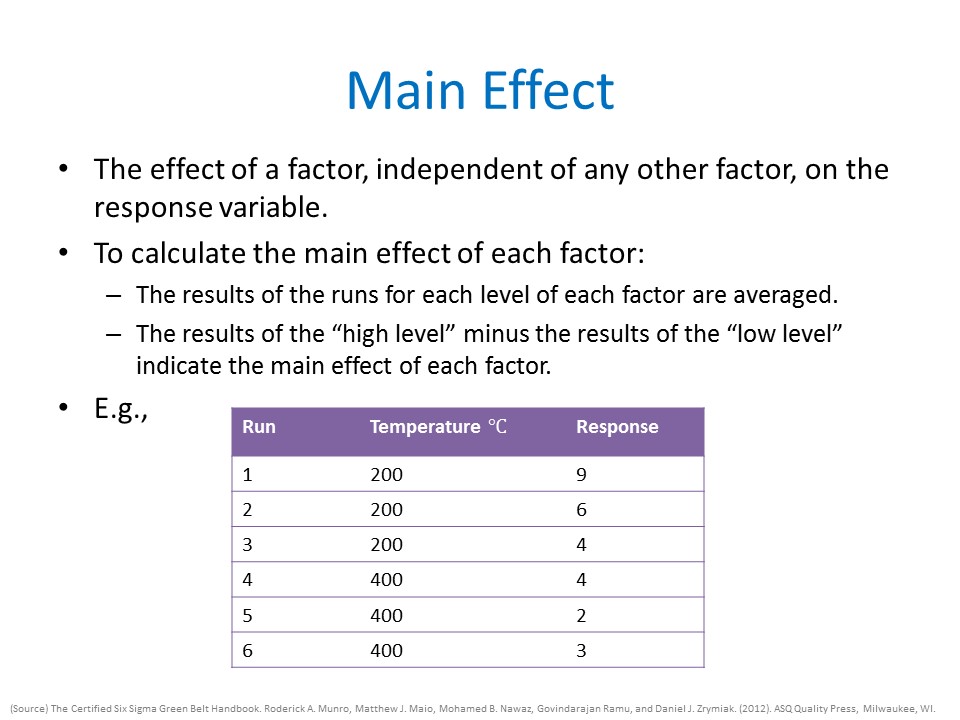 Main Effect
• The effect of a factor, independent of any other factor, on the
response variable.
• To calculate the main effect of each factor:
– The results of the runs for each level of each factor are averaged.
– The results of the “high level” minus the results of the “low level”
indicate the main effect of each factor.
• E.g.,
Run Temperature ℃ Response
1 200 9
2 200 6
3 200 4
4 400 4
5 400 2
6 400 3
(Source) The Certified Six Sigma Green Belt Handbook. Roderick A. Munro, Matthew J. Maio, Mohamed B. Nawaz, Govindarajan Ramu, and Daniel J. Zrymiak. (2012). ASQ Quality Press, Milwaukee, WI.